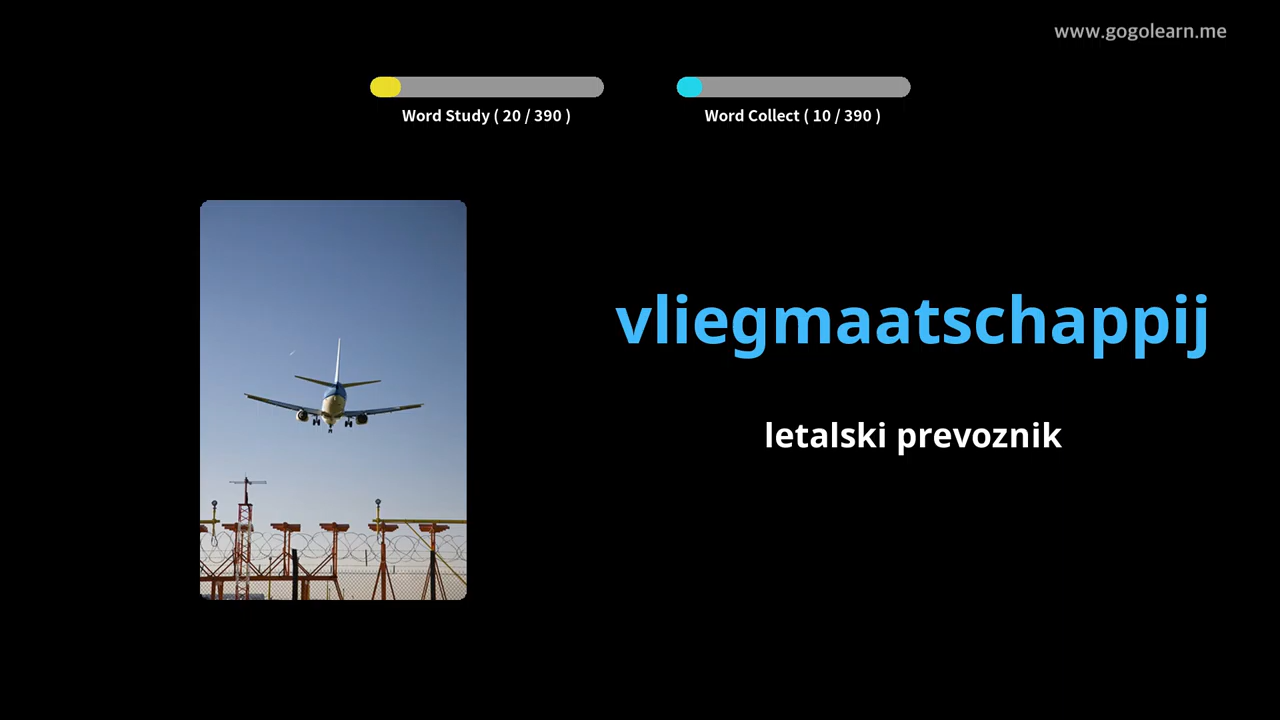 www.gogolearn.me
Word Study ( 20 / 390 )
Word Collect ( 10 / 390 )
vliegmaatschappij
letalski prevoznik